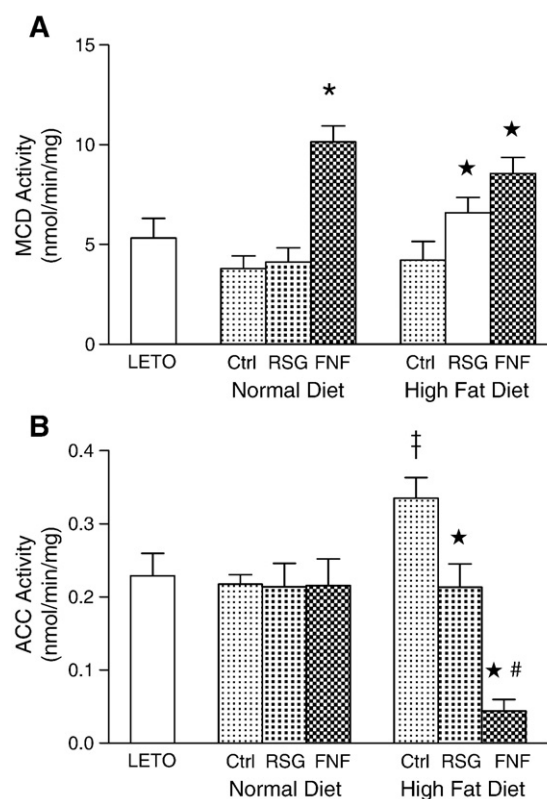 A
15
10
5
0
MCD Activity
(nmol/min/mg)
*
★
★
LETO
Ctrl RSG FNF
Ctrl RSG FNF
Normal Diet
High Fat Diet
B
0.4
0.3
0.2
0.1
0.0
ACC Activity
(nmol/min/mg)
‡
★
★ #
LETO
Ctrl RSG FNF
Ctrl RSG FNF
Normal Diet
High Fat Diet